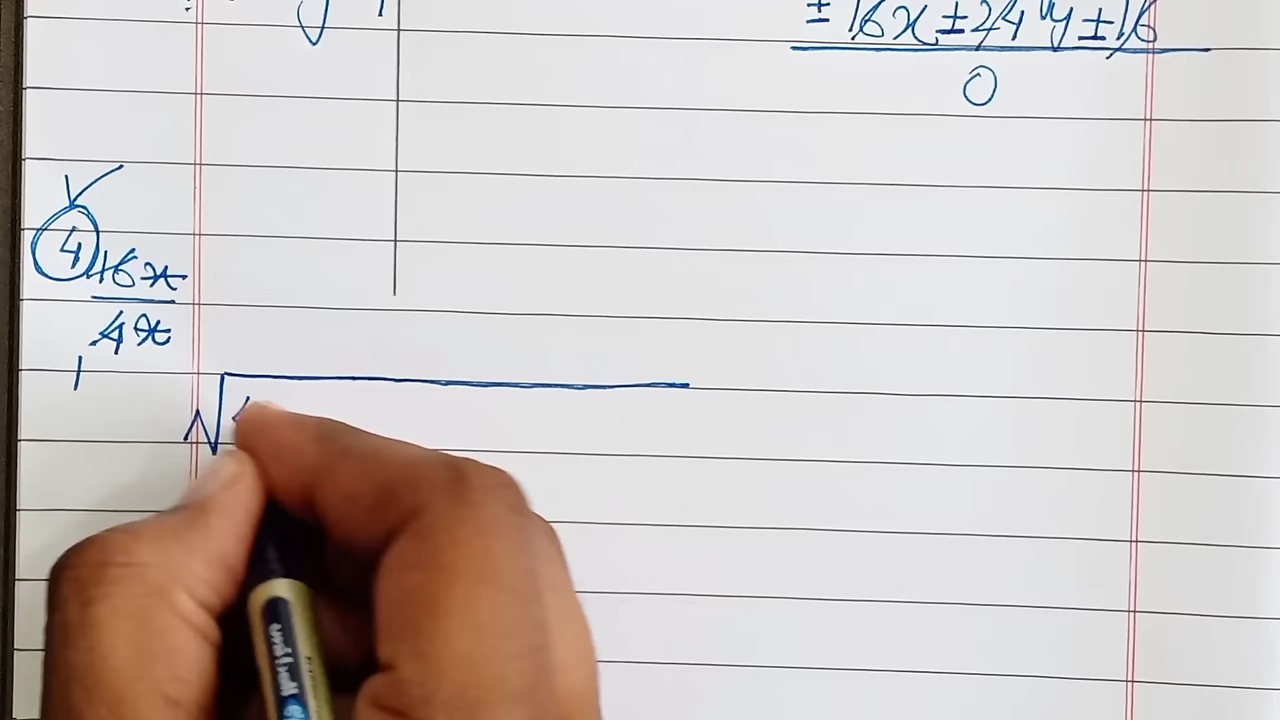 ± 16x ± 24y ± 16
0
4 16x
4x
1
√